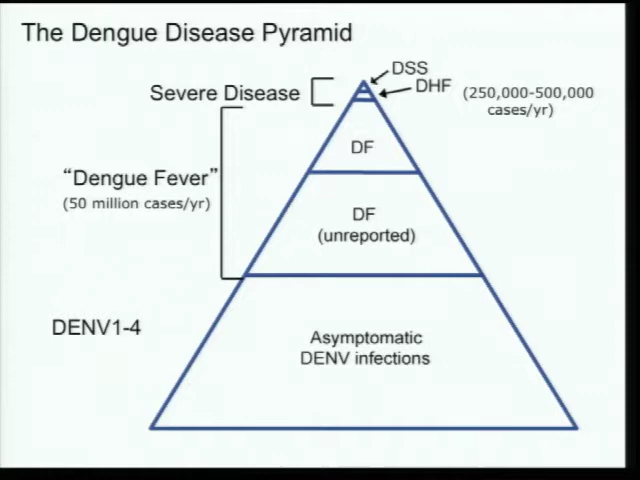 The Dengue Disease Pyramid
DSS
Severe Disease
DHF
(250,000-500,000
cases/yr)
DF
“Dengue Fever”
(50 million cases/yr)
DF
(unreported)
DENV1-4
Asymptomatic
DENV infections